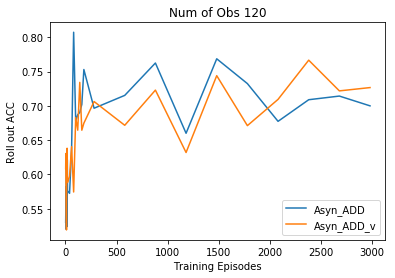 Num of Obs 120
Roll out ACC
0.80
0.75
0.70
0.65
0.60
0.55
0 500 1000 1500 2000 2500 3000
Training Episodes
Asyn_ADD
Asyn_ADD_v